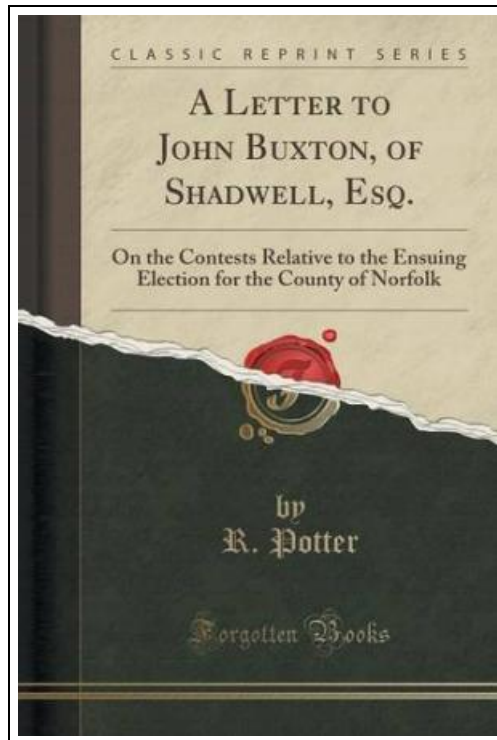 CLASSIC REPRINT SERIES
A LETTER TO
JOHN BUXTON, OF
SHADWELL, ESQ.
On the Contests Relative to the Ensuing
Election for the County of Norfolk
by
R. Potter
Forgotten Books